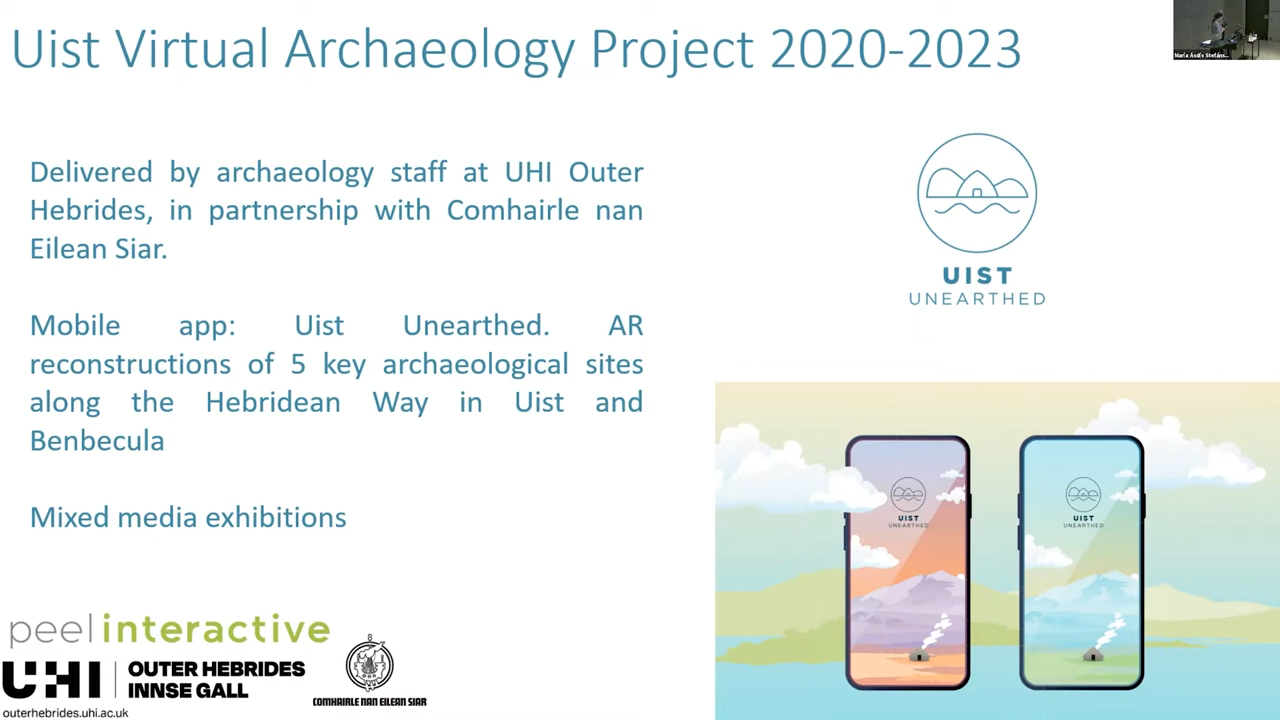 Uist Virtual Archaeology Project 2020-2023
Delivered by archaeology staff at UHI Outer
Hebrides, in partnership with Comhairle nan
Eilean Siar.
Mobile app: Uist Unearthed. AR
reconstructions of 5 key archaeological sites
along the Hebridean Way in Uist and
Benbecula
Mixed media exhibitions
UIST
UNEARTHED
UIST
UNEARTHED
UIST
UNEARTHED
peel interactive
UHI OUTER HEBRIDES
INNSE GALL
outerhebrides.uhi.ac.uk
COMHAIRLE NAN EILEAN SIAR